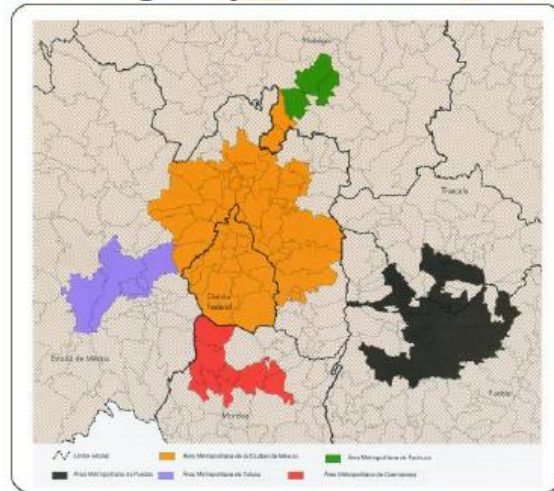 Hidalgo
Tlaxcala
Distrito
Federal
Estado de México
Puebla
Morelos
Límite estatal
Área Metropolitana de la Ciudad de México
Área Metropolitana de Pachuca
Área Metropolitana de Puebla
Área Metropolitana de Toluca
Área Metropolitana de Cuernavaca